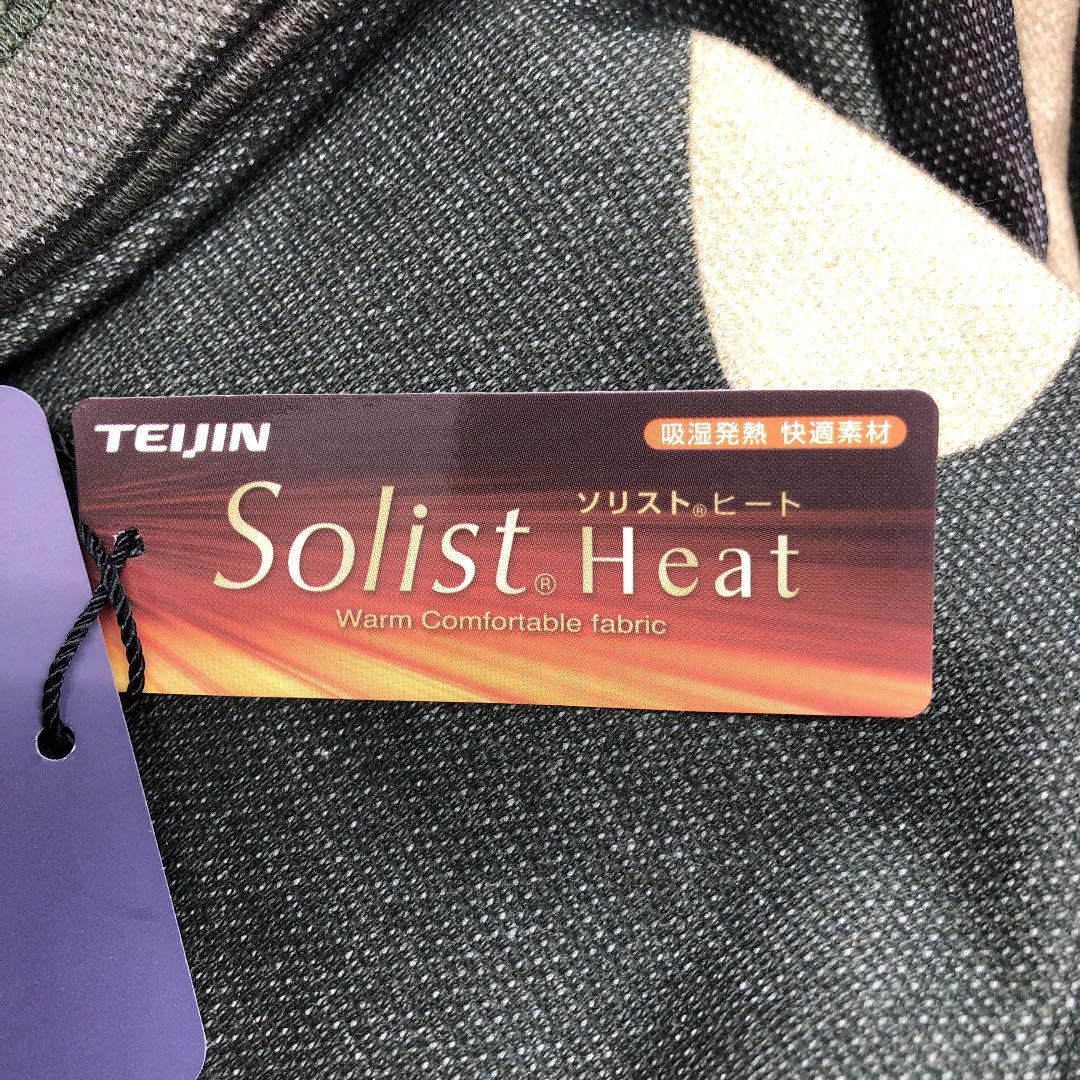 TEIJIN
吸湿発熱 快適素材
ソリスト®ヒート
Solist® Heat
Warm Comfortable fabric